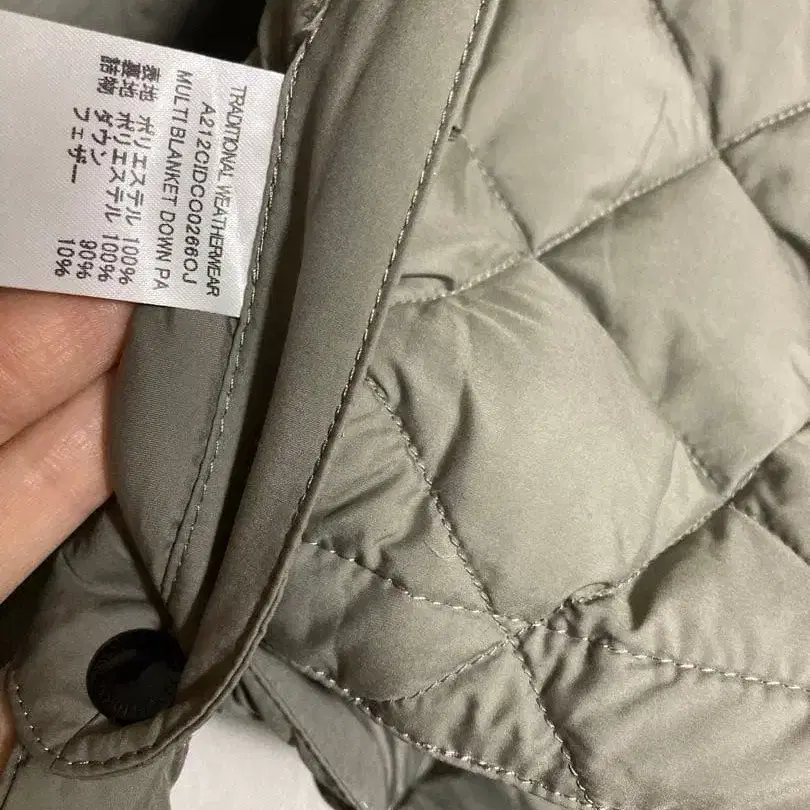 TRADITIONAL WEATHERWEAR
A212CIDCO0266OJ
MULTI BLANKET DOWN PA
表地 ポリエステル 100%
裏地 ポリエステル 100%
詰物 ダウン 90%
フェザー 10%